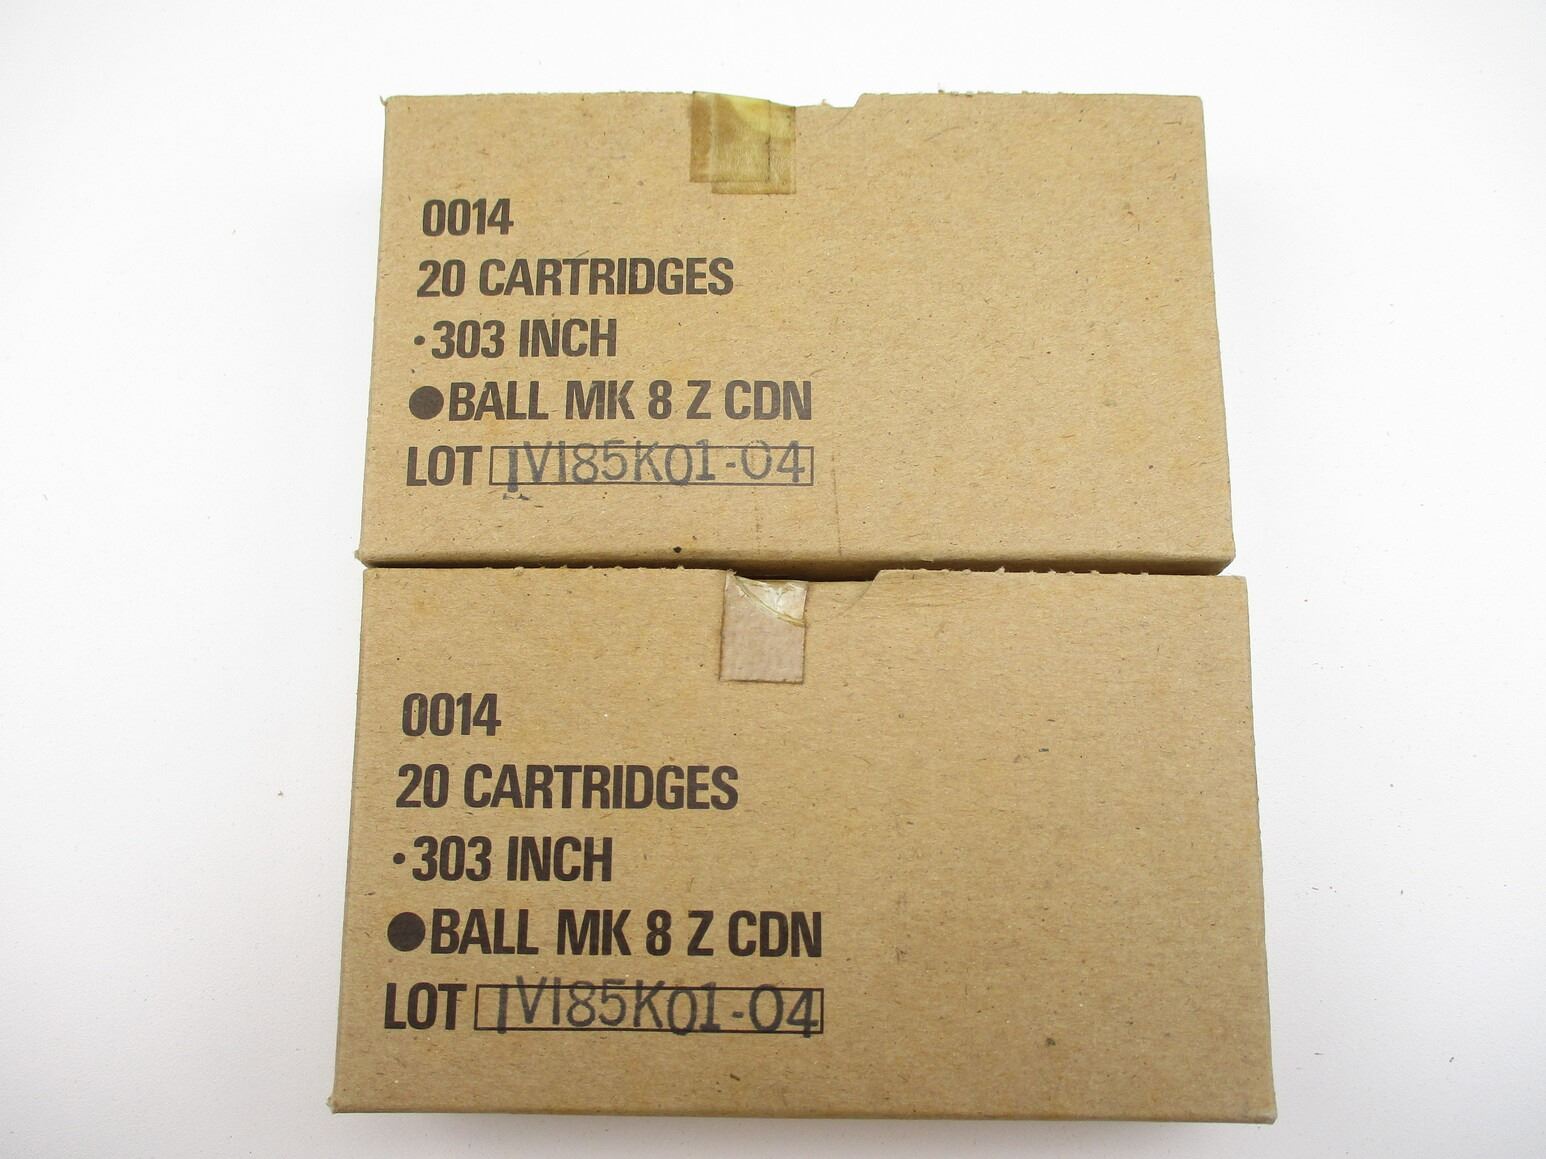 0014
20 CARTRIDGES
·303 INCH
●BALL MK 8 Z CDN
LOT IVI85K01-04
0014
20 CARTRIDGES
·303 INCH
●BALL MK 8 Z CDN
LOT IVI85K01-04